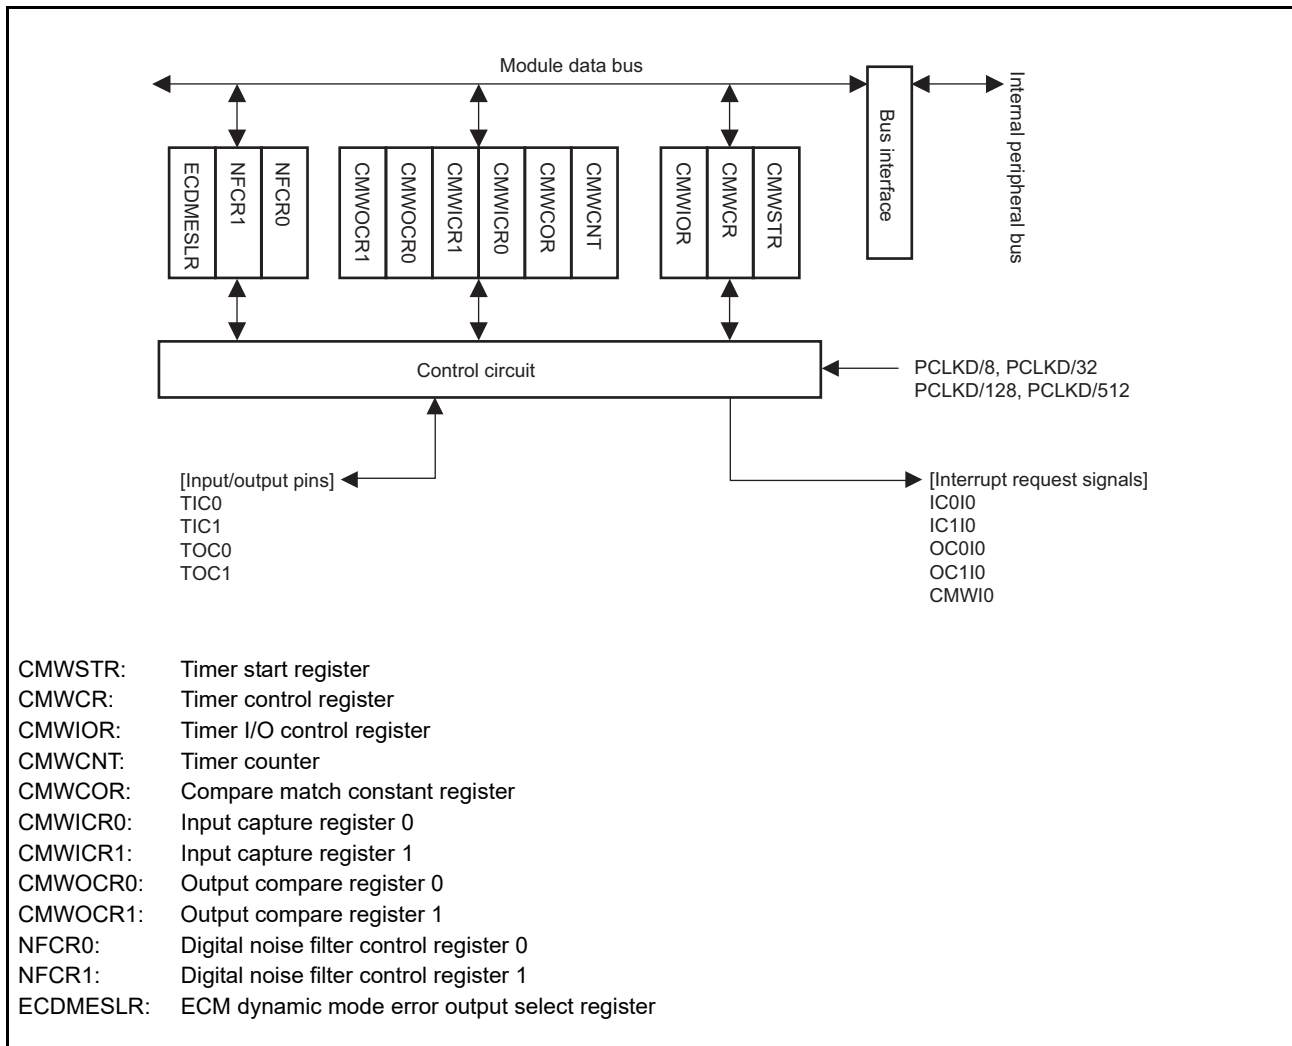 Module data bus
Bus interface
Internal peripheral bus
ECDMESLR
NFCR1
NFCR0
CMWOCR1
CMWOCR0
CMWICR1
CMWICR0
CMWCOR
CMWCNT
CMWIOR
CMWCR
CMWSTR
Control circuit
PCLKD/8, PCLKD/32
PCLKD/128, PCLKD/512
[Input/output pins]
TIC0
TIC1
TOC0
TOC1
[Interrupt request signals]
IC0I0
IC1I0
OC0I0
OC1I0
CMWI0
CMWSTR: Timer start register
CMWCR: Timer control register
CMWIOR: Timer I/O control register
CMWCNT: Timer counter
CMWCOR: Compare match constant register
CMWICR0: Input capture register 0
CMWICR1: Input capture register 1
CMWOCR0: Output compare register 0
CMWOCR1: Output compare register 1
NFCR0: Digital noise filter control register 0
NFCR1: Digital noise filter control register 1
ECDMESLR: ECM dynamic mode error output select register